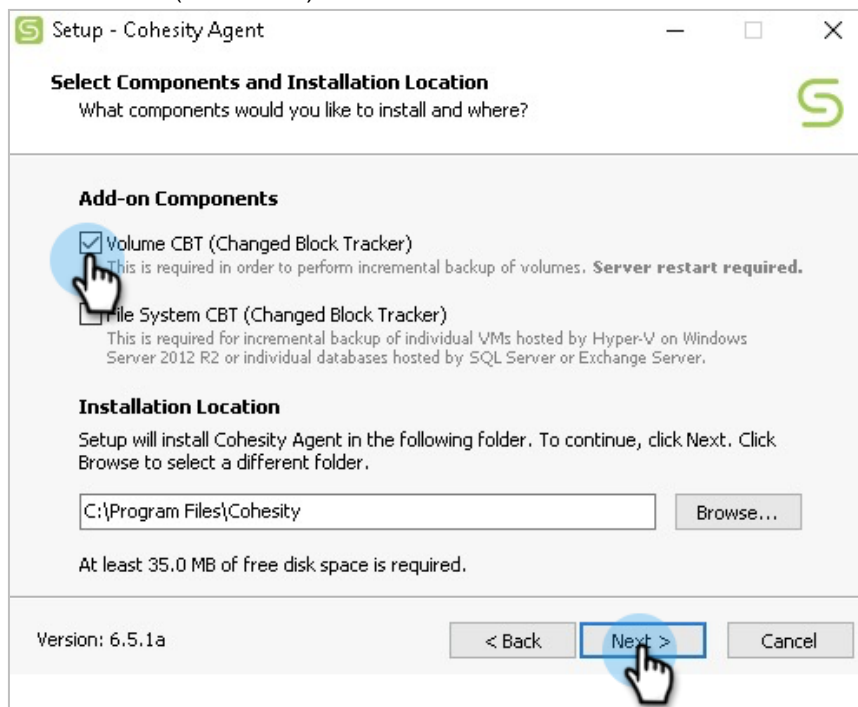 Setup - Cohesity Agent
Select Components and Installation Location
What components would you like to install and where?
Add-on Components
Volume CBT (Changed Block Tracker)
This is required in order to perform incremental backup of volumes. Server restart required.
File System CBT (Changed Block Tracker)
This is required for incremental backup of individual VMs hosted by Hyper-V on Windows
Server 2012 R2 or individual databases hosted by SQL Server or Exchange Server.
Installation Location
Setup will install Cohesity Agent in the following folder. To continue, click Next. Click
Browse to select a different folder.
C:\Program Files\Cohesity
Browse...
At least 35.0 MB of free disk space is required.
Version: 6.5.1a
< Back
Next >
Cancel